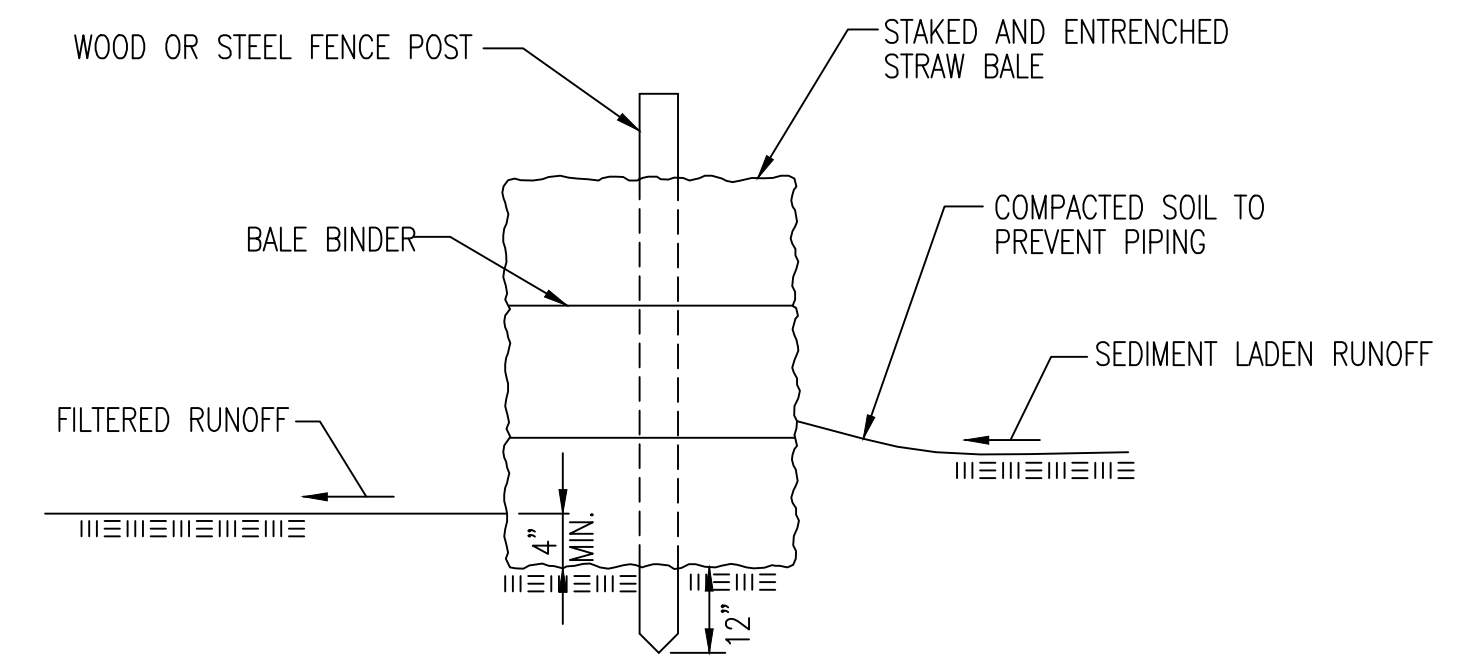 WOOD OR STEEL FENCE POST
STAKED AND ENTRENCHED
STRAW BALE
COMPACTED SOIL TO
PREVENT PIPING
BALE BINDER
SEDIMENT LADEN RUNOFF
FILTERED RUNOFF
4”
MIN.
12”